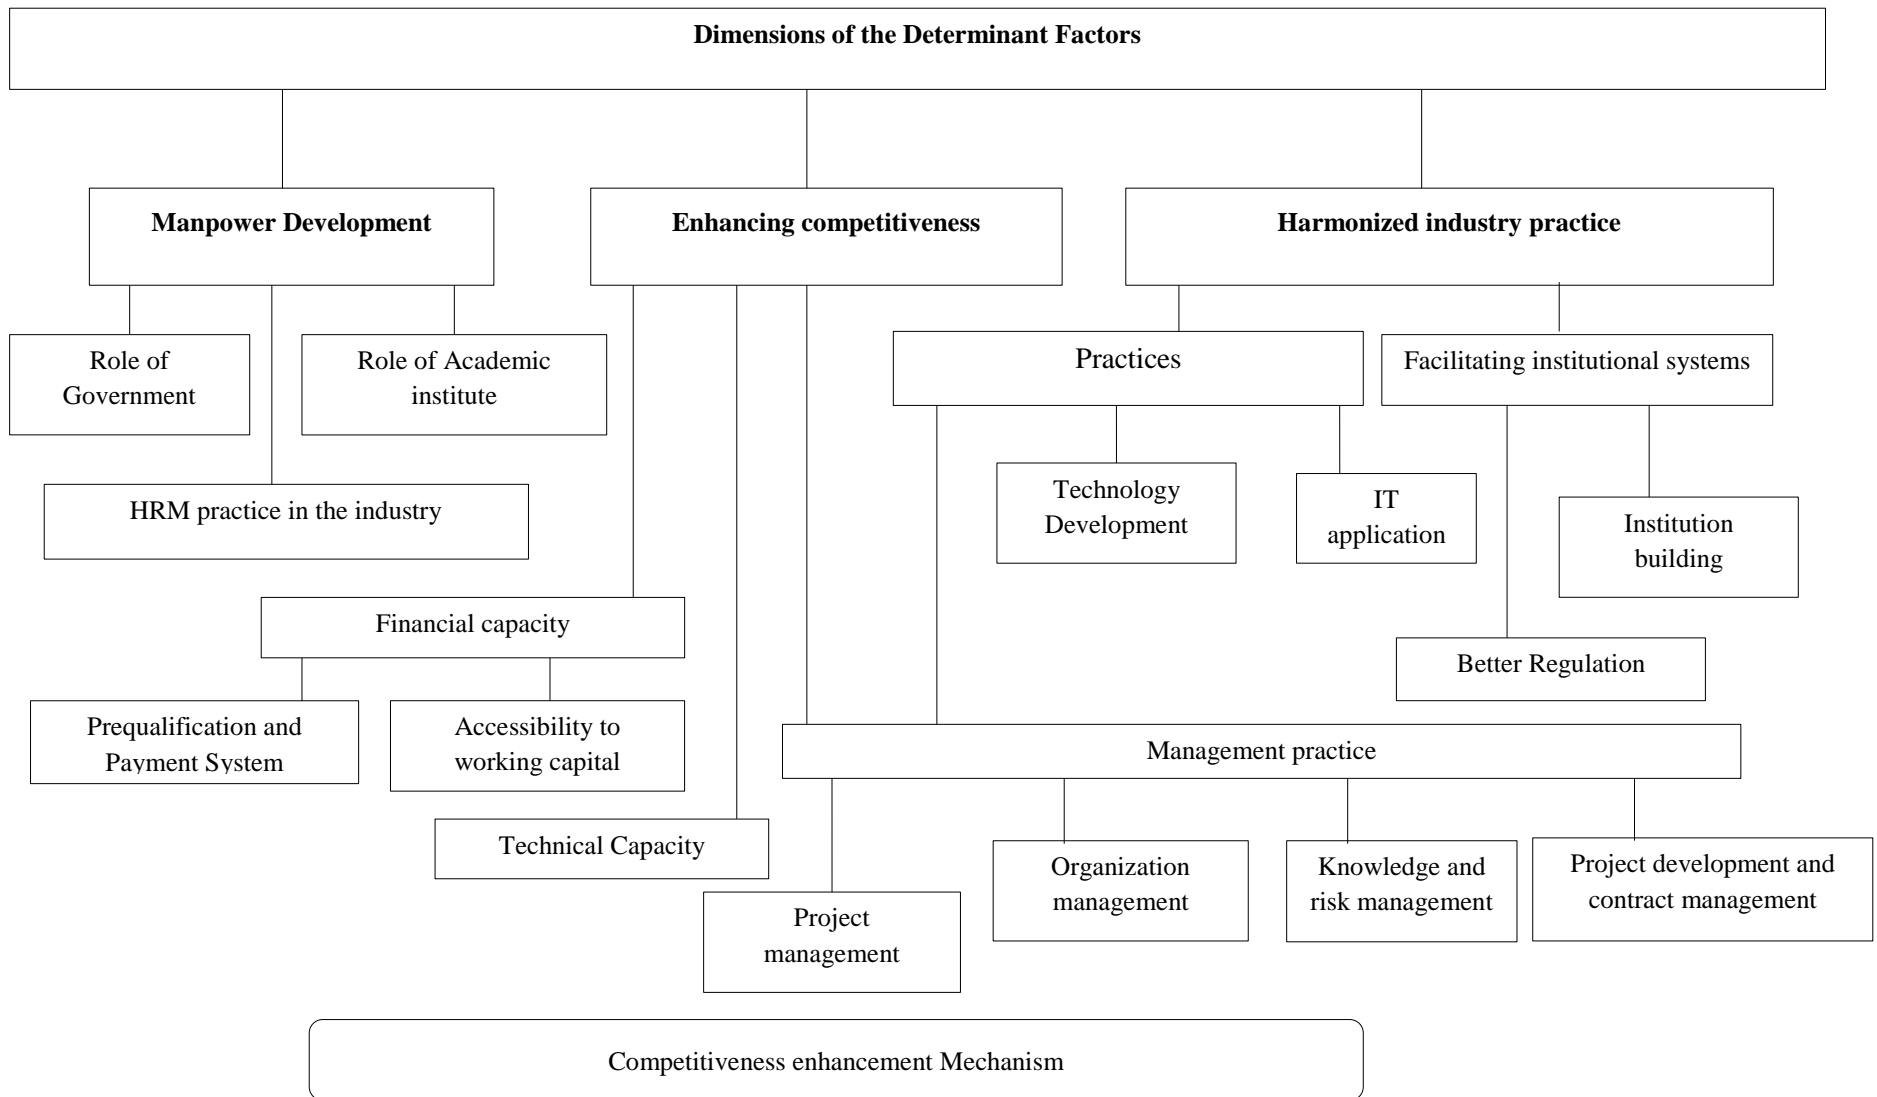 Dimensions of the Determinant Factors
Manpower Development
Enhancing competitiveness
Harmonized industry practice
Role of
Government
Role of Academic
institute
Practices
Facilitating institutional systems
HRM practice in the industry
Technology
Development
IT
application
Institution
building
Financial capacity
Better Regulation
Prequalification and
Payment System
Accessibility to
working capital
Management practice
Technical Capacity
Project
management
Organization
management
Knowledge and
risk management
Project development and
contract management
Competitiveness enhancement Mechanism